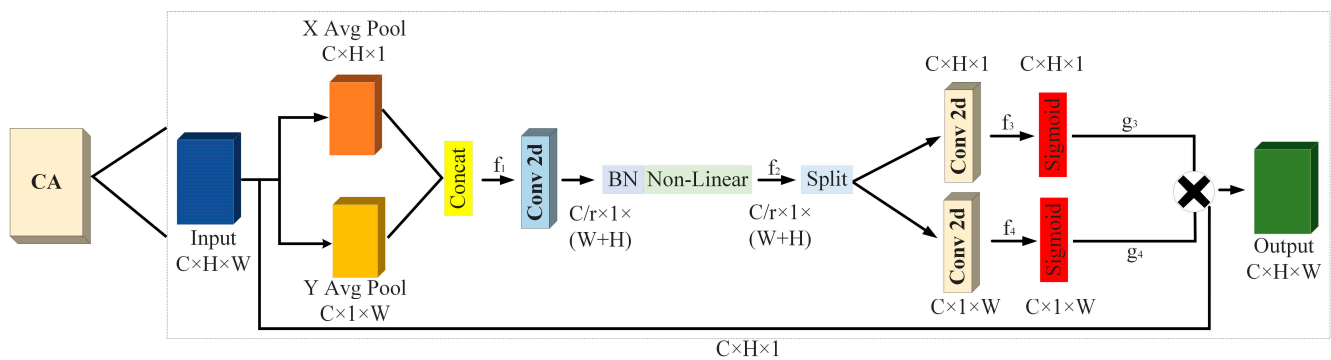 CA
Input
C×H×W
X Avg Pool
C×H×1
Y Avg Pool
C×1×W
Concat
f₁
Conv 2d
BN
Non-Linear
C/r×1×
(W+H)
f₂
C/r×1×
(W+H)
Split
C×H×1
Conv 2d
f₃
C×H×1
Sigmoid
g₃
Conv 2d
C×1×W
f₄
Sigmoid
C×1×W
g₄
Output
C×H×W
C×H×1